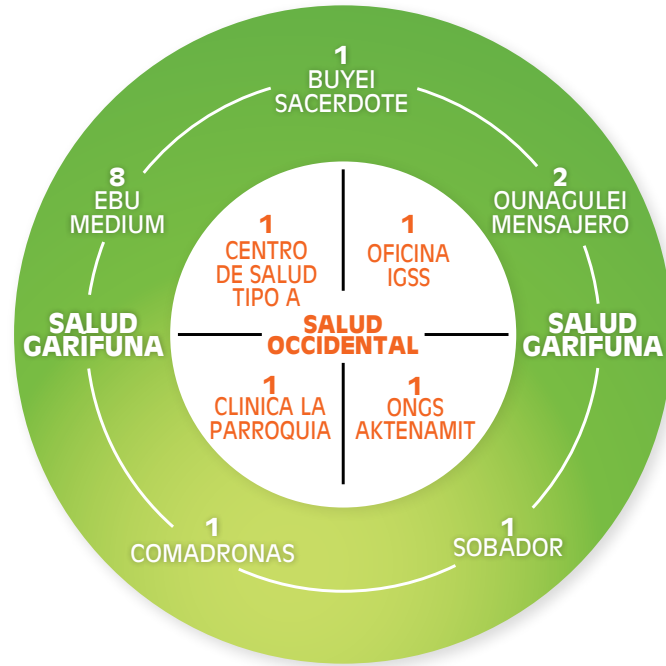 1
BUYEI
SACERDOTE
8
EBU
MEDIUM
2
OUNAGULEI
MENSAJERO
1
CENTRO
DE SALUD
TIPO A
1
OFICINA
IGSS
SALUD
GARIFUNA
SALUD
OCCIDENTAL
SALUD
GARIFUNA
1
CLINICA LA
PARROQUIA
1
ONGS
AKTENAMIT
1
COMADRONAS
1
SOBADOR